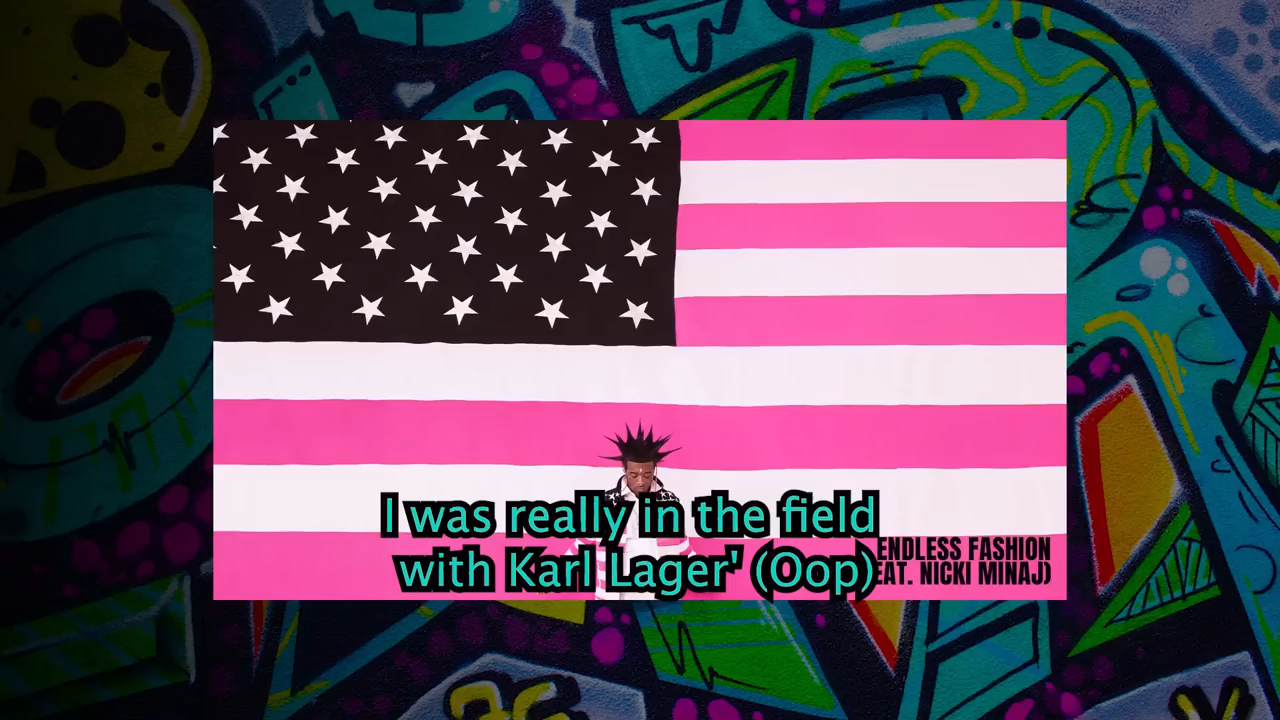 I was really in the field
with Karl Lager' (Oop)
ENDLESS FASHION
EAT. NICKI MINAJ)